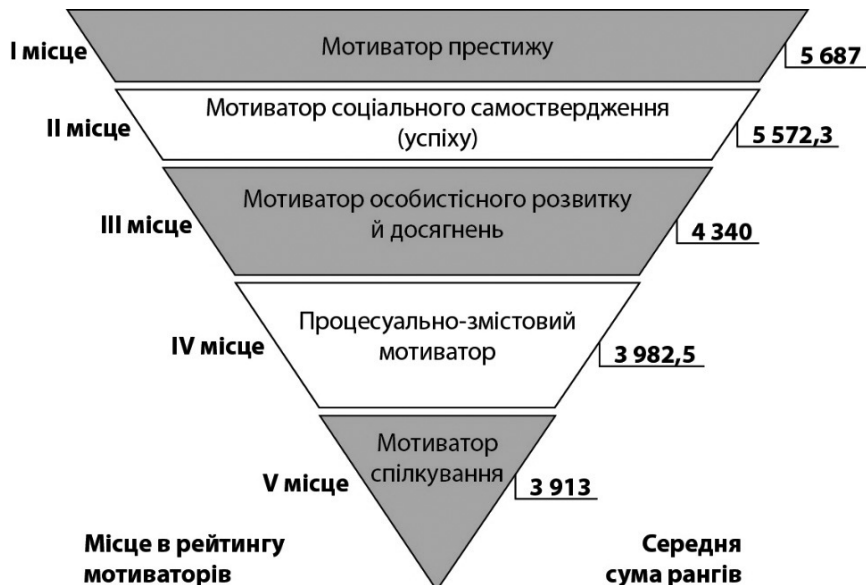 I місце
Мотиватор престижу
5 687
II місце
Мотиватор соціального самоствердження
(успіху)
5 572,3
III місце
Мотиватор особистісного розвитку
й досягнень
4 340
IV місце
Процесуально-змістовий
мотиватор
3 982,5
V місце
Мотиватор
спілкування
3 913
Місце в рейтингу
мотиваторів
Середня
сума рангів